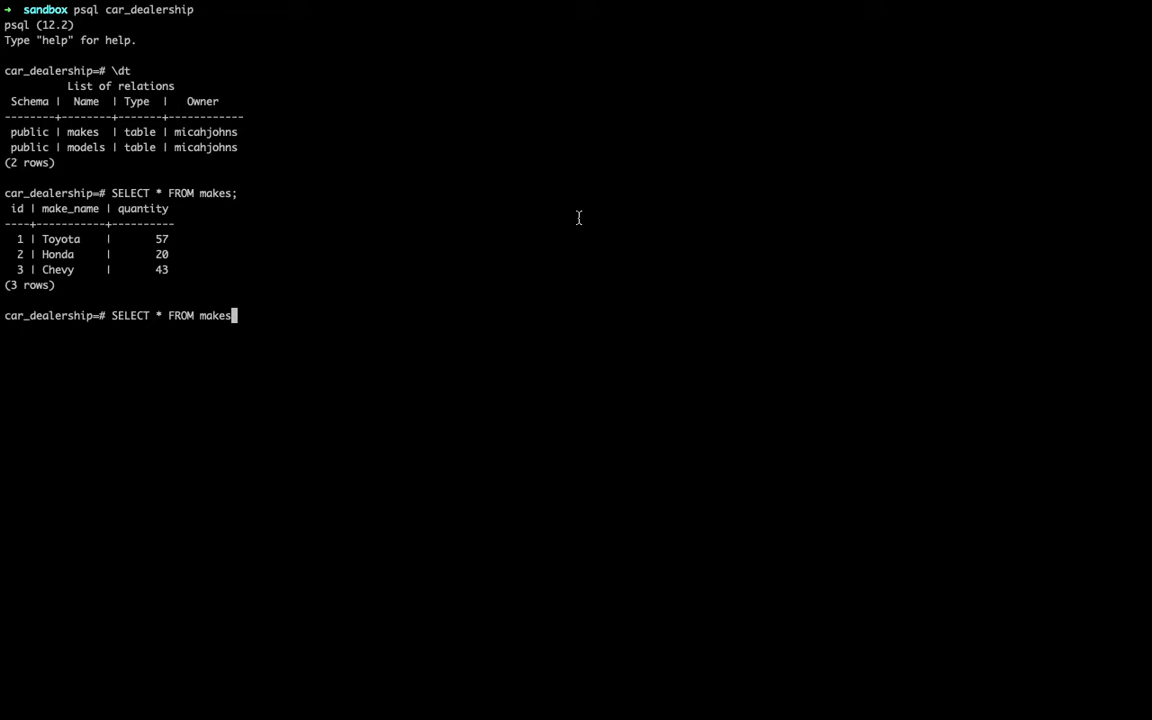 ➜  sandbox psql car_dealership
psql (12.2)
Type "help" for help.

car_dealership=# \dt
          List of relations
 Schema |  Name  | Type  |   Owner
--------+--------+-------+------------
 public | makes  | table | micahjohns
 public | models | table | micahjohns
(2 rows)

car_dealership=# SELECT * FROM makes;
 id | make_name | quantity
----+-----------+----------
  1 | Toyota    |       57
  2 | Honda     |       20
  3 | Chevy     |       43
(3 rows)

car_dealership=# SELECT * FROM makes